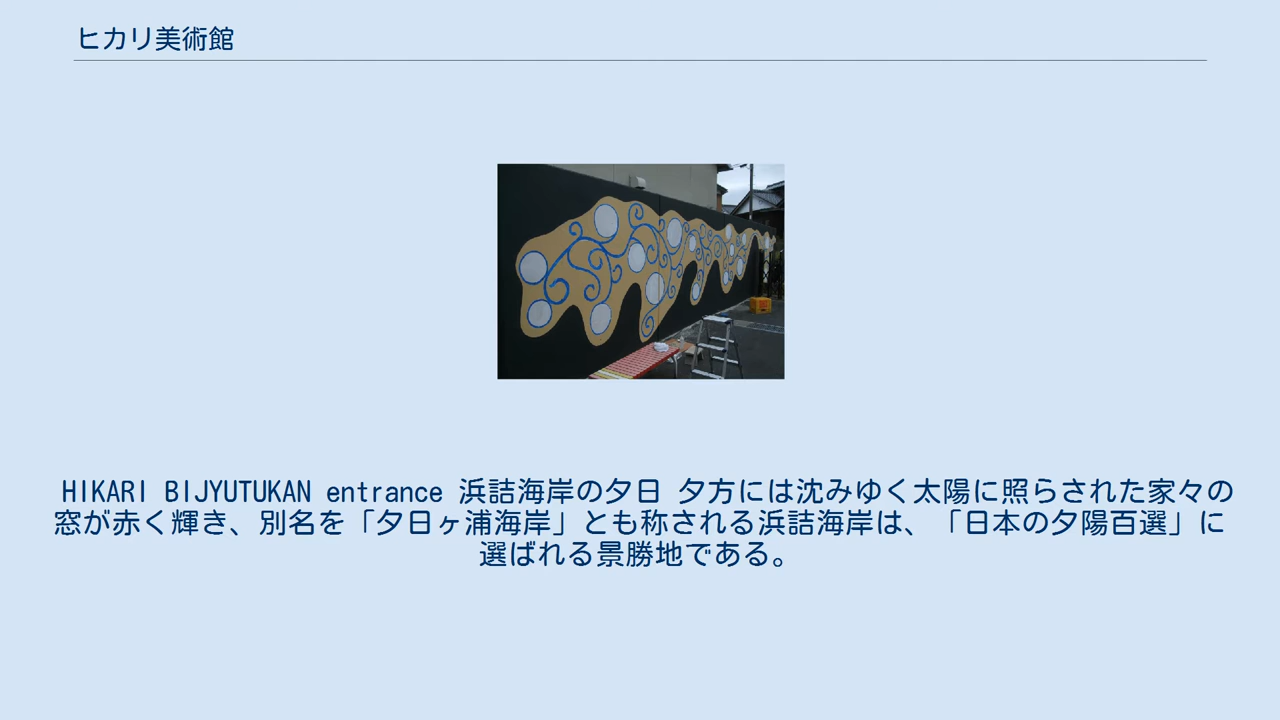 ヒカリ美術館
HIKARI BIJYUTUKAN entrance 浜詰海岸の夕日 夕方には沈みゆく太陽に照らされた家々の
窓が赤く輝き、別名を「夕日ヶ浦海岸」とも称される浜詰海岸は、「日本の夕陽百選」に
選ばれる景勝地である。